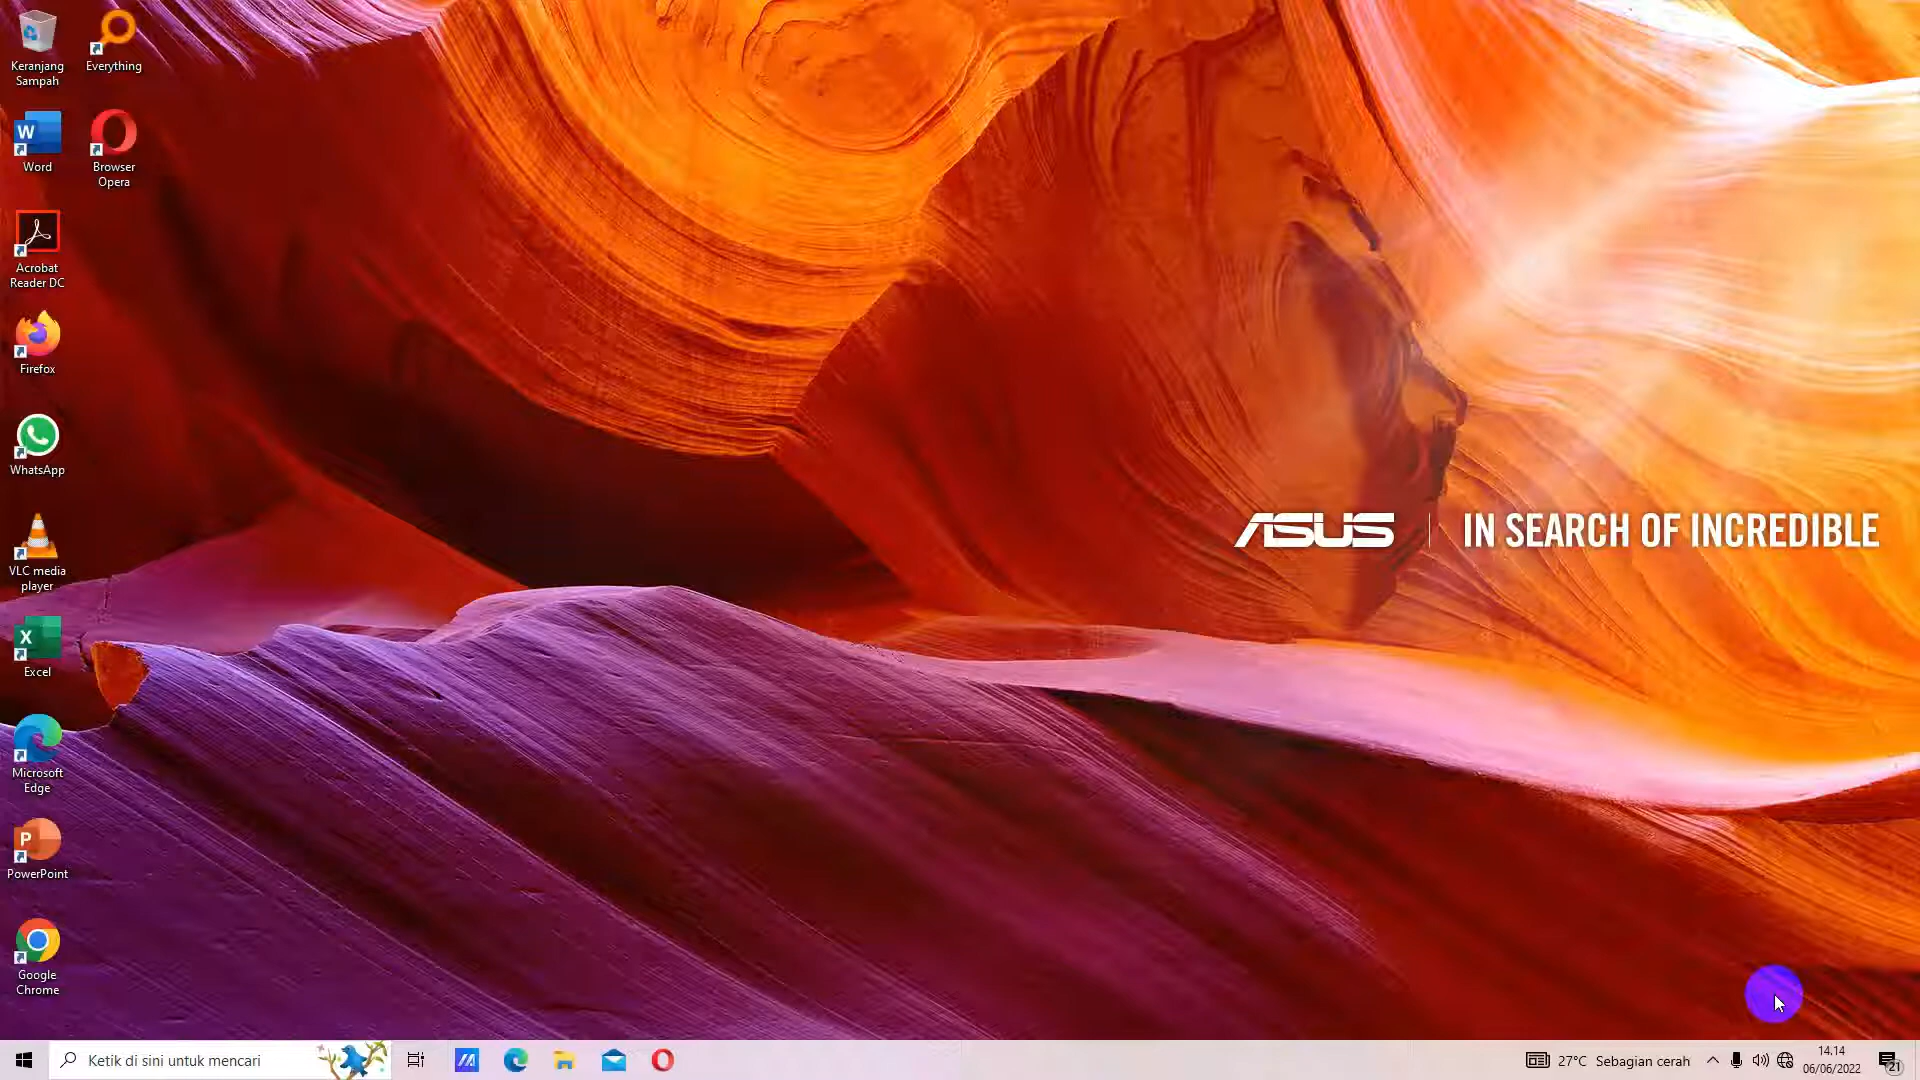 Keranjang
Sampah
Everything
Word
Browser
Opera
Acrobat
Reader DC
Firefox
WhatsApp
VLC media
player
Excel
Microsoft
Edge
PowerPoint
Google
Chrome
ASUS | IN SEARCH OF INCREDIBLE
Ketik di sini untuk mencari
27°C Sebagian cerah
14.14
06/06/2022
21